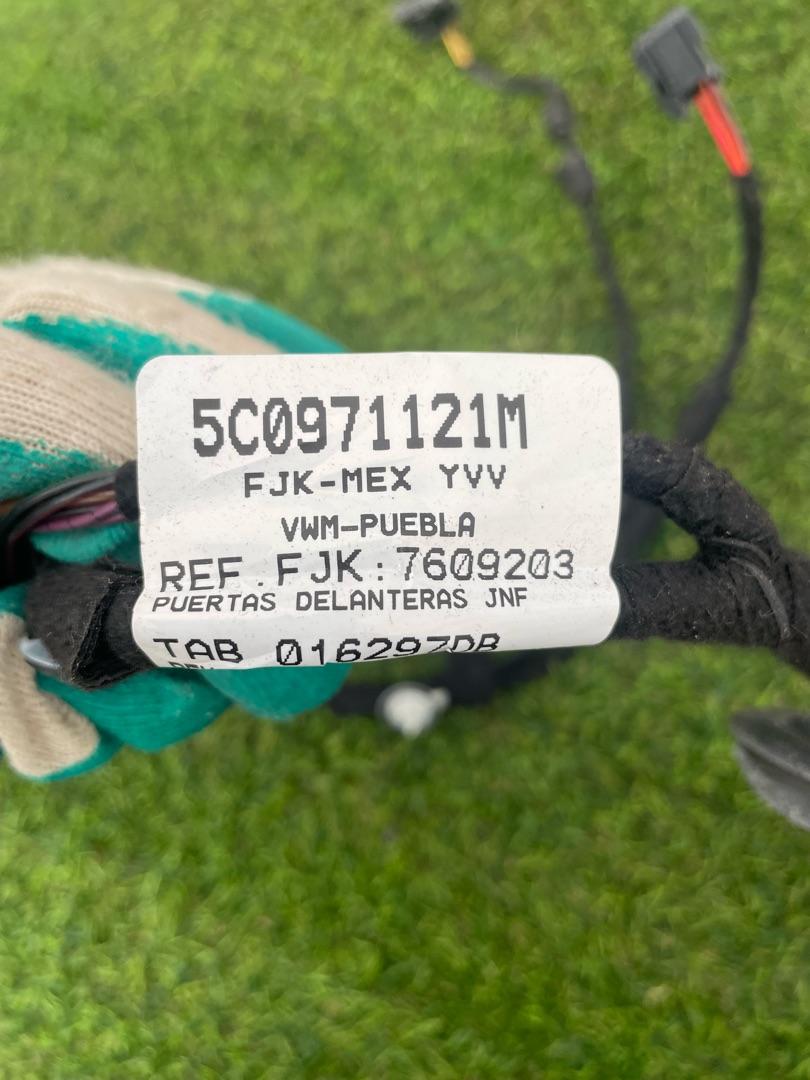 5C0971121M
FJK-MEX YVV
VWM-PUEBLA
REF.FJK:7609203
PUERTAS DELANTERAS JNF
TAB 016297DB